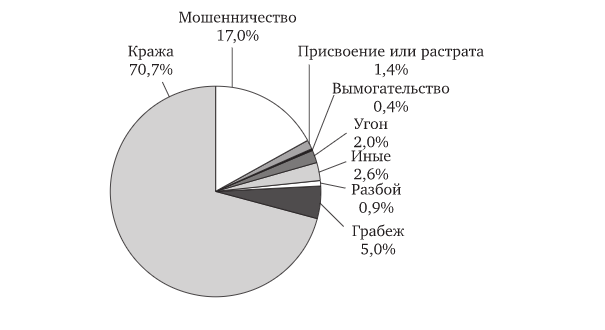 Мошенничество
17,0%
Кража
70,7%
Присвоение или растрата
1,4%
Вымогательство
0,4%
Угон
2,0%
Иные
2,6%
Разбой
0,9%
Грабеж
5,0%